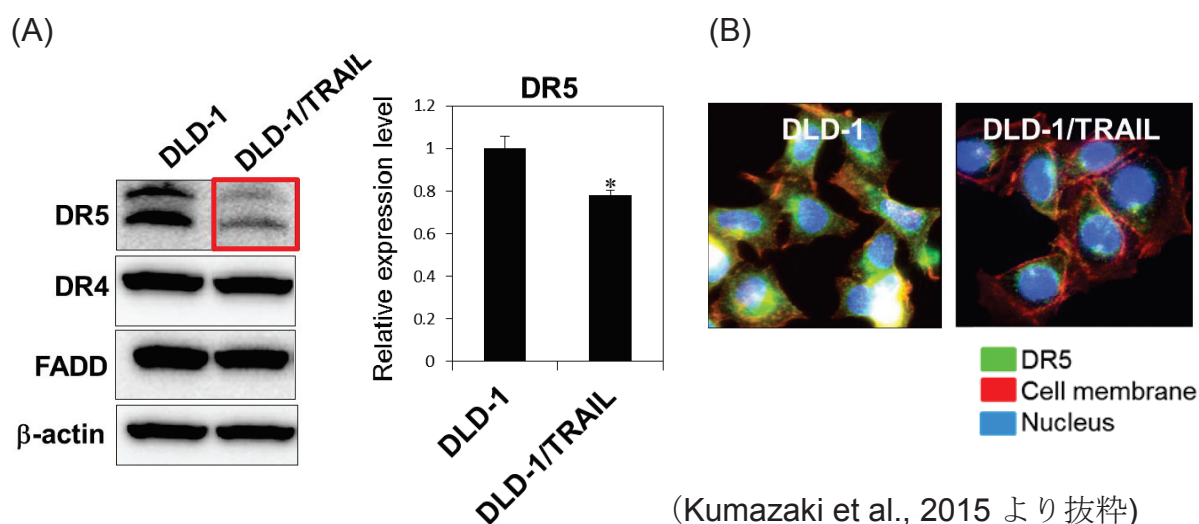 (A)
DLD-1
DLD-1/TRAIL
DR5
DR4
FADD
β-actin
DR5
Relative expression level
1.2
1
0.8
0.6
0.4
0.2
0
*
DLD-1
DLD-1/TRAIL
(B)
DLD-1
DLD-1/TRAIL
DR5
Cell membrane
Nucleus
(Kumazaki et al., 2015 より抜粋)